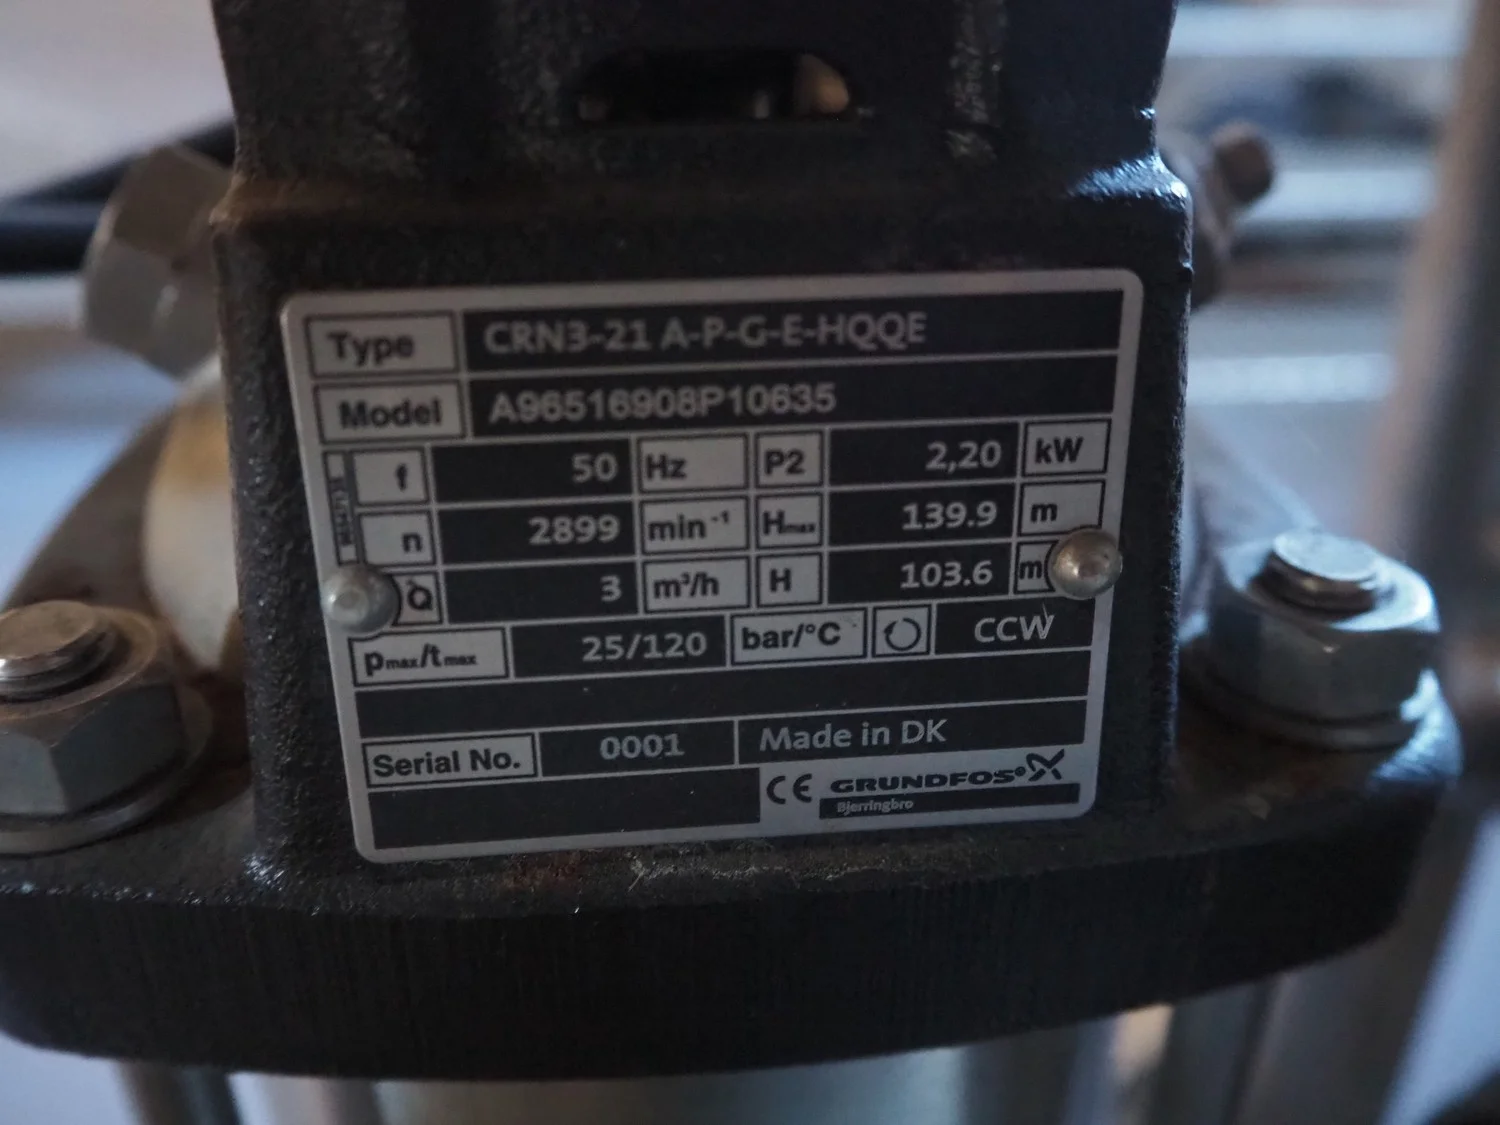 Type CRN3-21 A-P-G-E-HQQE
Model A96516908P10635
f 50 Hz P2 2,20 kW
n 2899 min⁻¹ Hmax 139.9 m
Q 3 m³/h H 103.6 m
pmax/tmax 25/120 bar/°C CCW
Serial No. 0001 Made in DK
CE GRUNDFOS
Bjerringbro